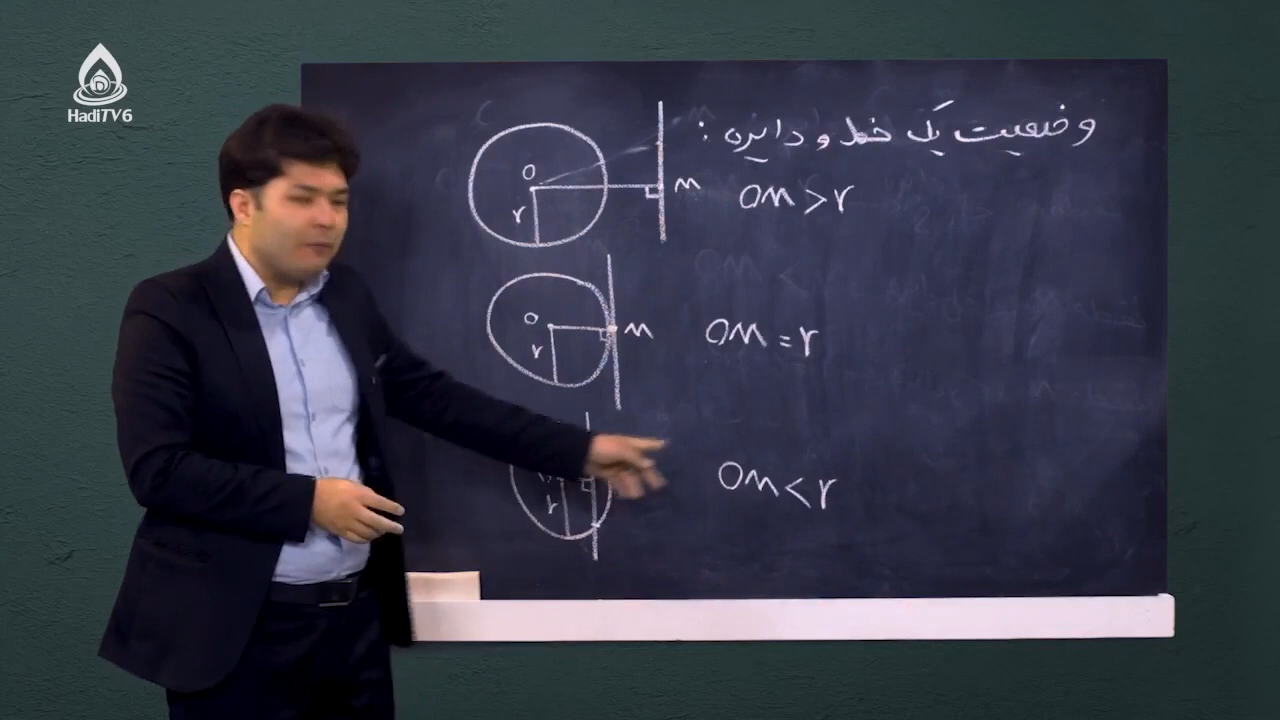 HadiTV6
وضعیت یک خط و دایره :
O
r
M
OM > r
O
r
M
OM = r
r
OM < r